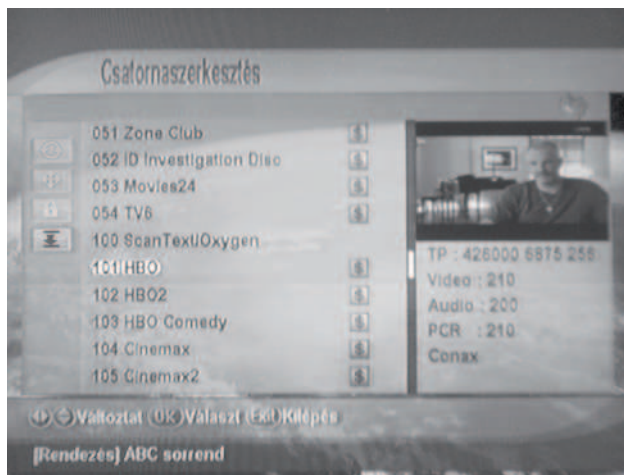 Csatornaszerkesztés
051 Zone Club $
052 ID Investigation Disc $
053 Movies24 $
054 TV6 $
100 ScanText/Oxygen
101 HBO $
102 HBO2 $
103 HBO Comedy $
104 Cinemax $
105 Cinemax2 $
TP : 426000 6875 256
Video : 210
Audio : 200
PCR : 210
Conax
Változtat OK Választ Exit Kilépés
[Rendezés] ABC sorrend